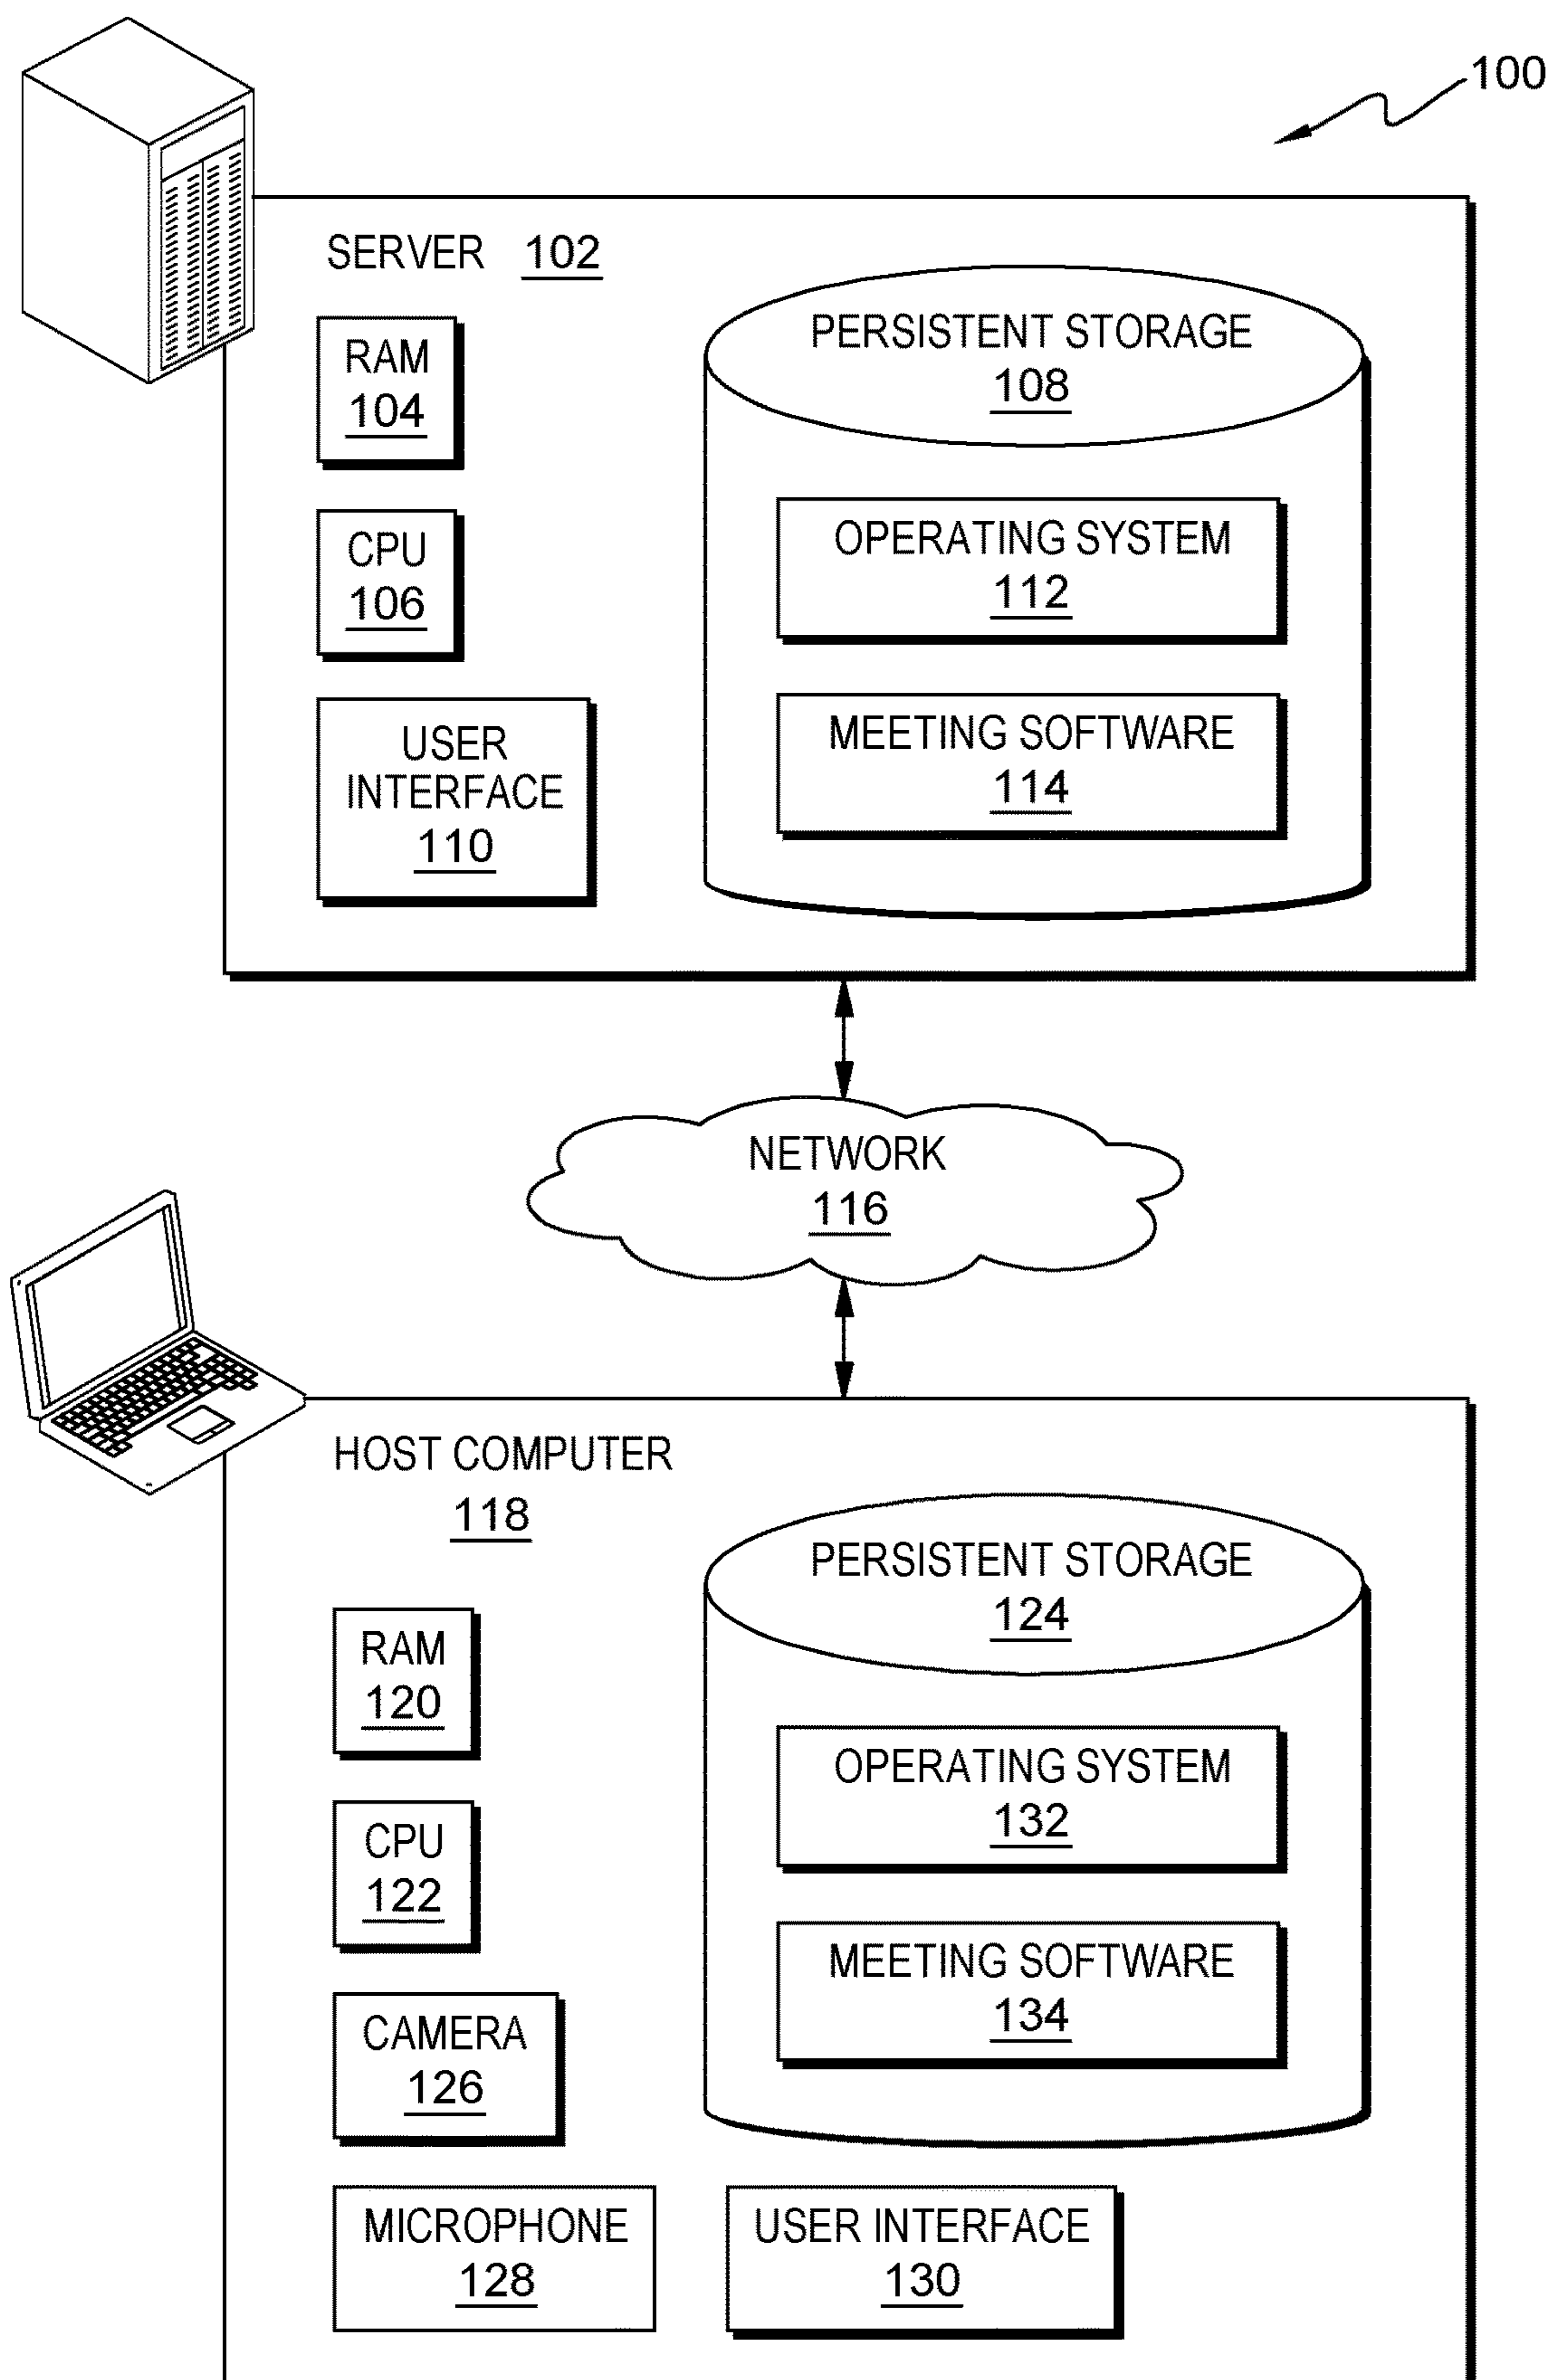 100
SERVER 102
RAM
104
CPU
106
USER
INTERFACE
110
PERSISTENT STORAGE
108
OPERATING SYSTEM
112
MEETING SOFTWARE
114
NETWORK
116
HOST COMPUTER
118
RAM
120
CPU
122
CAMERA
126
PERSISTENT STORAGE
124
OPERATING SYSTEM
132
MEETING SOFTWARE
134
MICROPHONE
128
USER INTERFACE
130